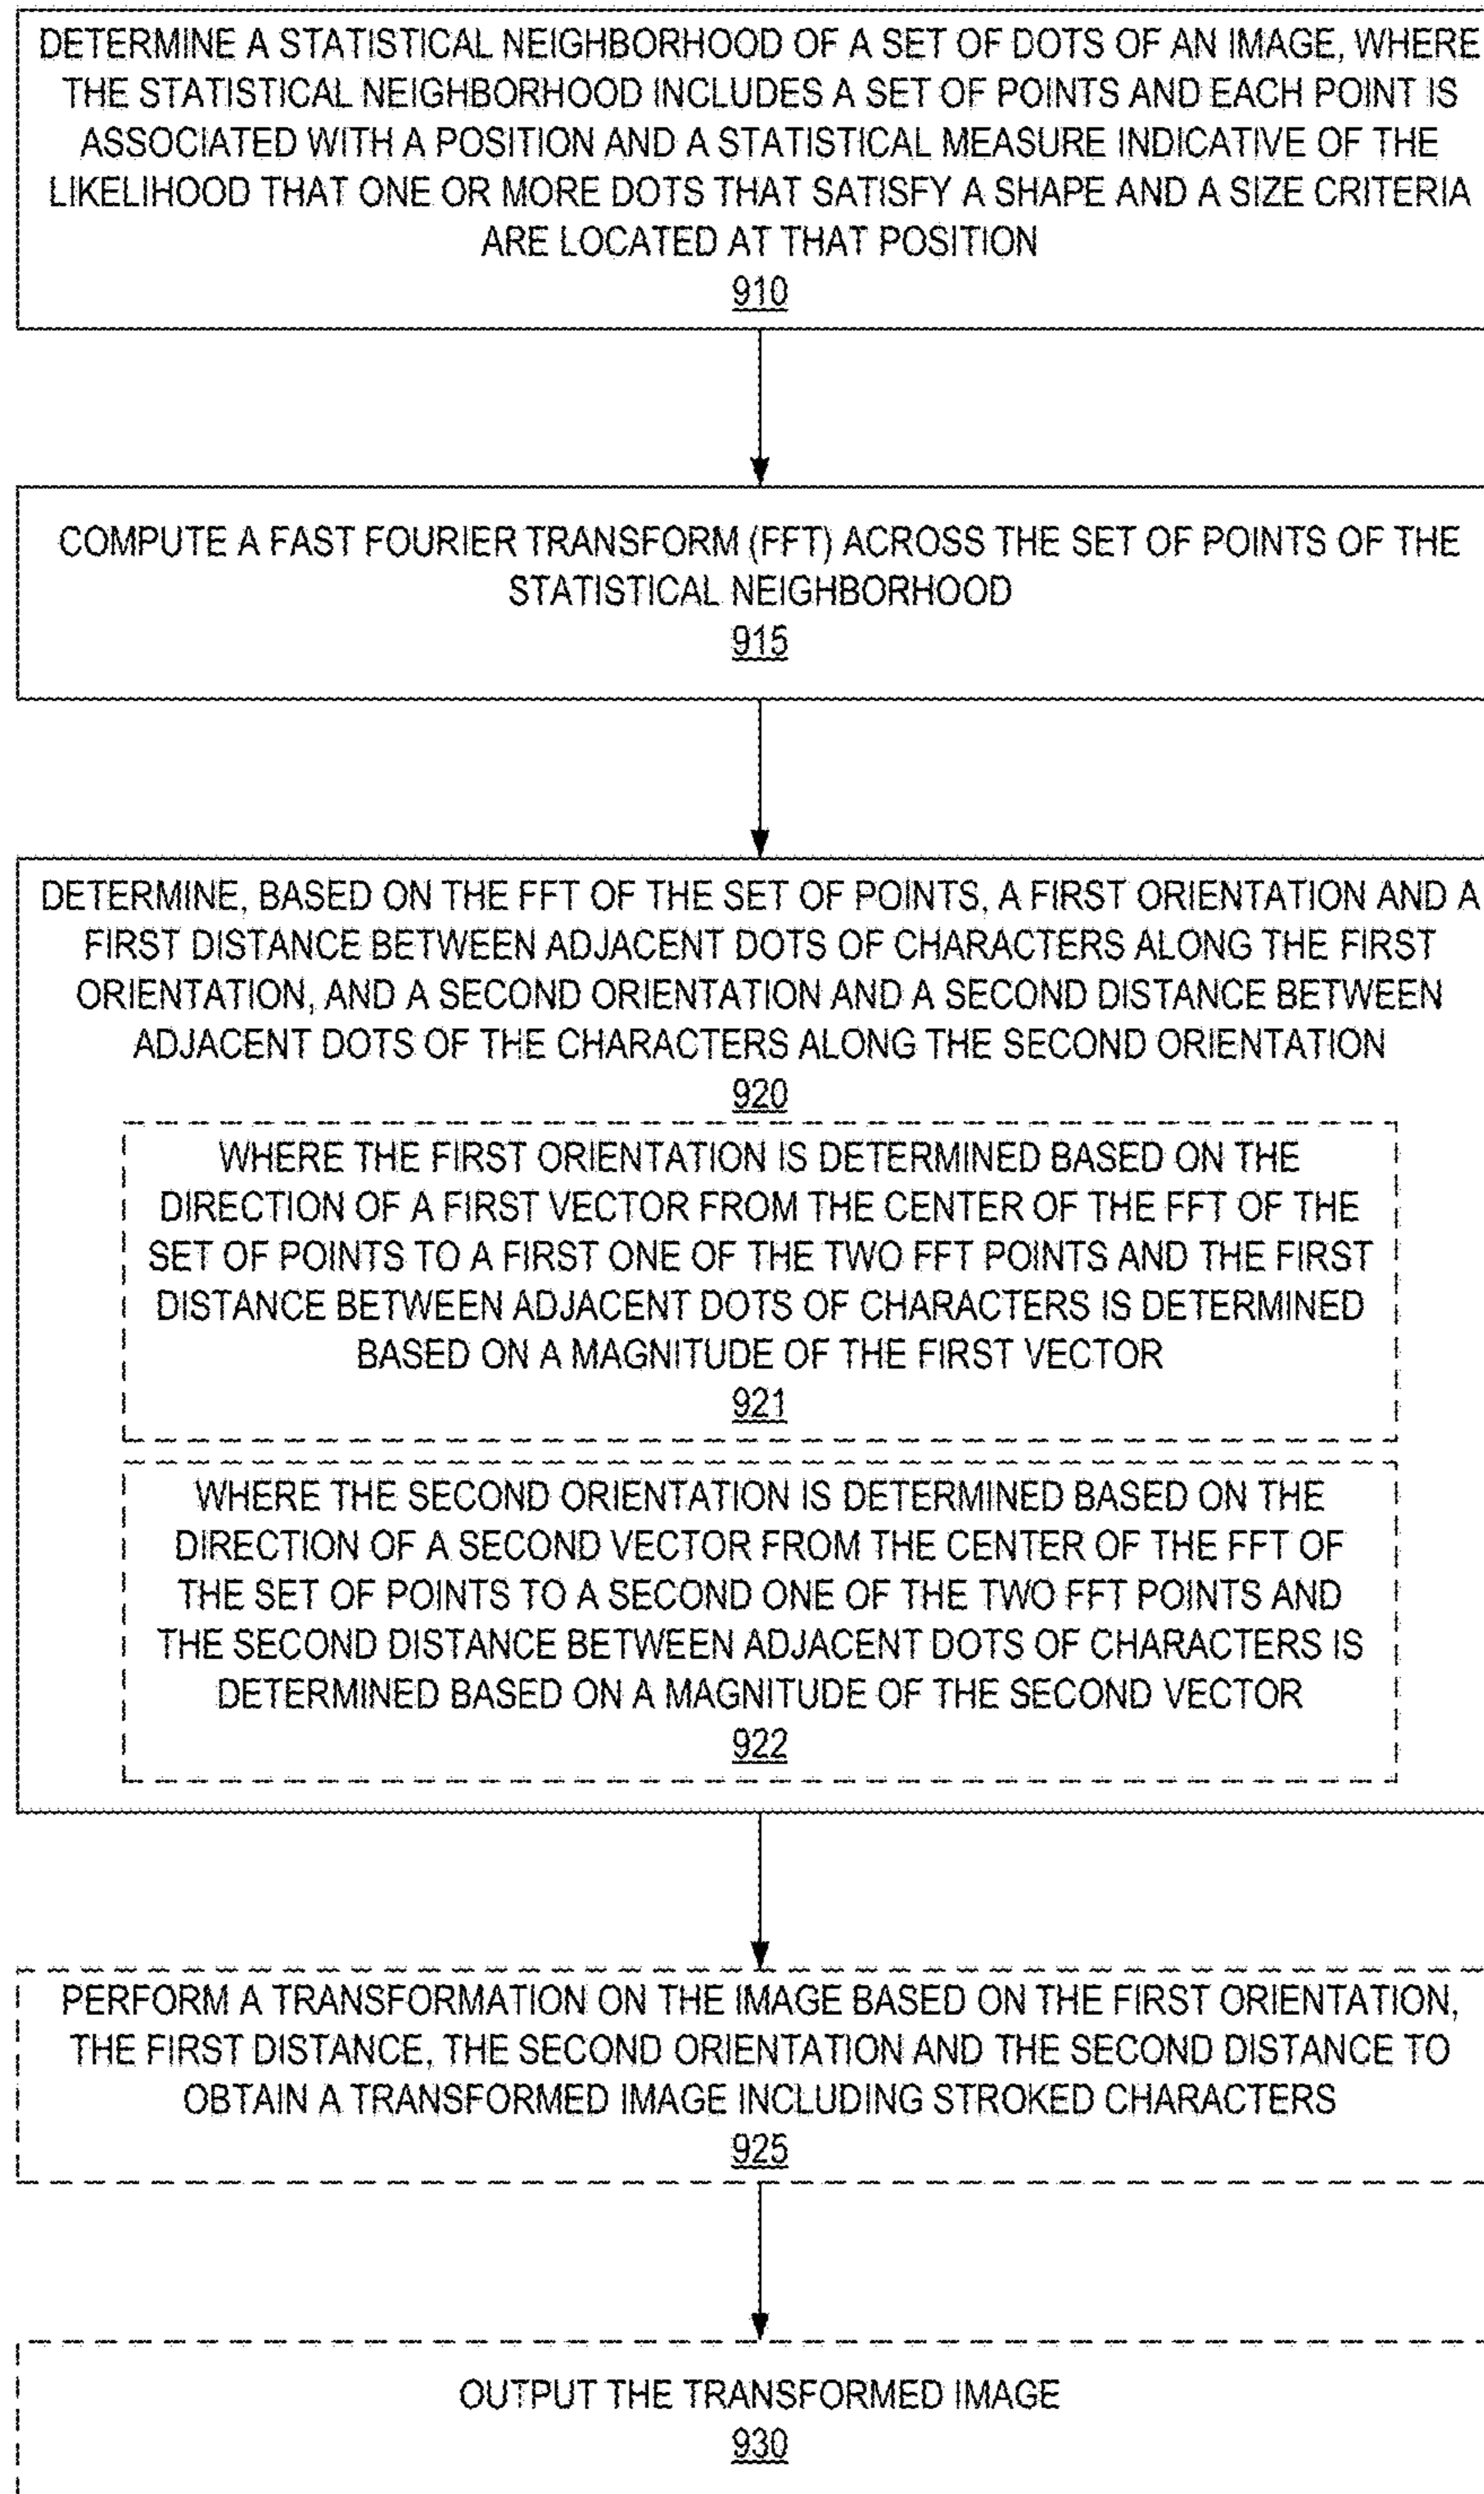 DETERMINE A STATISTICAL NEIGHBORHOOD OF A SET OF DOTS OF AN IMAGE, WHERE
THE STATISTICAL NEIGHBORHOOD INCLUDES A SET OF POINTS AND EACH POINT IS
ASSOCIATED WITH A POSITION AND A STATISTICAL MEASURE INDICATIVE OF THE
LIKELIHOOD THAT ONE OR MORE DOTS THAT SATISFY A SHAPE AND A SIZE CRITERIA
ARE LOCATED AT THAT POSITION
910
COMPUTE A FAST FOURIER TRANSFORM (FFT) ACROSS THE SET OF POINTS OF THE
STATISTICAL NEIGHBORHOOD
915
DETERMINE, BASED ON THE FFT OF THE SET OF POINTS, A FIRST ORIENTATION AND A
FIRST DISTANCE BETWEEN ADJACENT DOTS OF CHARACTERS ALONG THE FIRST
ORIENTATION, AND A SECOND ORIENTATION AND A SECOND DISTANCE BETWEEN
ADJACENT DOTS OF THE CHARACTERS ALONG THE SECOND ORIENTATION
920
WHERE THE FIRST ORIENTATION IS DETERMINED BASED ON THE
DIRECTION OF A FIRST VECTOR FROM THE CENTER OF THE FFT OF THE
SET OF POINTS TO A FIRST ONE OF THE TWO FFT POINTS AND THE FIRST
DISTANCE BETWEEN ADJACENT DOTS OF CHARACTERS IS DETERMINED
BASED ON A MAGNITUDE OF THE FIRST VECTOR
921
WHERE THE SECOND ORIENTATION IS DETERMINED BASED ON THE
DIRECTION OF A SECOND VECTOR FROM THE CENTER OF THE FFT OF
THE SET OF POINTS TO A SECOND ONE OF THE TWO FFT POINTS AND
THE SECOND DISTANCE BETWEEN ADJACENT DOTS OF CHARACTERS IS
DETERMINED BASED ON A MAGNITUDE OF THE SECOND VECTOR
922
PERFORM A TRANSFORMATION ON THE IMAGE BASED ON THE FIRST ORIENTATION,
THE FIRST DISTANCE, THE SECOND ORIENTATION AND THE SECOND DISTANCE TO
OBTAIN A TRANSFORMED IMAGE INCLUDING STROKED CHARACTERS
925
OUTPUT THE TRANSFORMED IMAGE
930